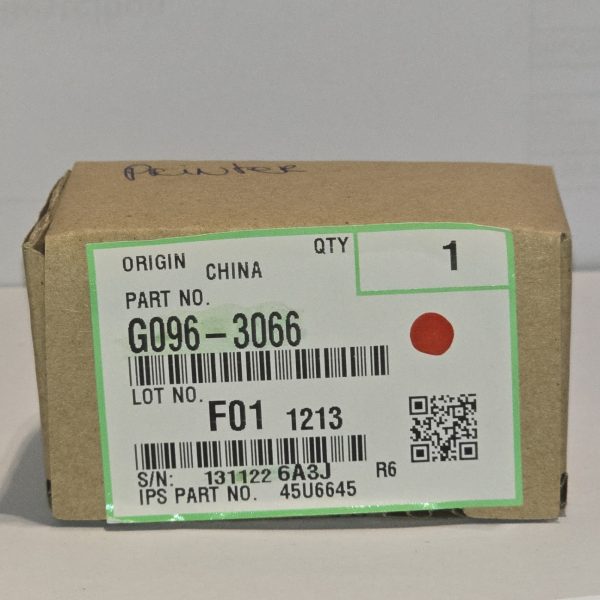 Printer
ORIGIN CHINA QTY 1
PART NO.
G096-3066
LOT NO.
F01 1213
S/N: 131122 6A3J R6
IPS PART NO. 45U6645